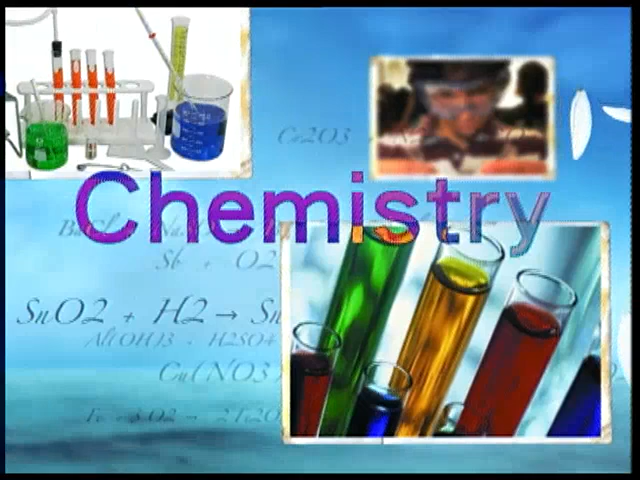 Cr2O3
Chemistry
Sb + O2
SnO2 + H2 → Sn
Al(OH)3 + H2SO4
Cu(NO3)